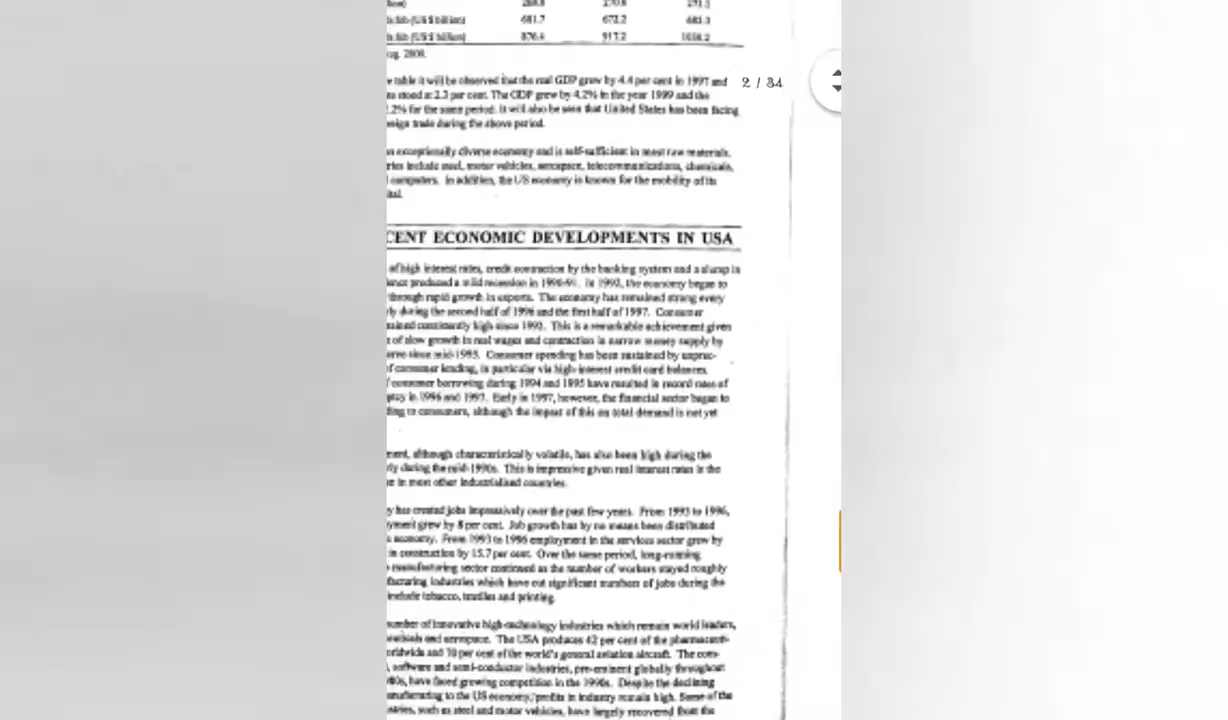 681.7 672.2
Aug. 2000.
table it will be observed that the real GDP grew by 4.4 per cent in 1997 and
stood at 2.3 per cent. The GDP grew by 4.2% in the year 1999 and the
2% for the same period. It will also be seen that United States has been facing
trade during the above period.
2 / 34
exceptionally diverse economy and is self-sufficient in most raw materials.
include steel, motor vehicles, aerospace, telecommunications, chemicals,
computers. In addition, the US economy is known for the mobility of its
CENT ECONOMIC DEVELOPMENTS IN USA
of high interest rates, credit contraction by the banking system and a slump in
produced a mild recession in 1990-91. In 1992, the economy began to
through rapid growth in exports. The economy has remained strong every
during the second half of 1996 and the first half of 1997. Consumer
consistently high since 1992. This is a remarkable achievement given
of slow growth in real wages and contraction in narrow money supply by
since mid-1995. Consumer spending has been sustained by unprec-
of consumer lending, in particular via high-interest credit card balances.
consumer borrowing during 1994 and 1995 have resulted in record rates of
in 1996 and 1997. Early in 1997, however, the financial sector began to
to consumers, although the impact of this on total demand is not yet
ment, although characteristically volatile, has also been high during the
during the mid-1990s. This is impressive given real interest rates in the
in most other industrialised countries.
has created jobs impressively over the past few years. From 1993 to 1996,
yment grew by 8 per cent. Job growth has by no means been distributed
economy. From 1993 to 1996 employment in the services sector grew by
in construction by 15.7 per cent. Over the same period, long-running
manufacturing sector continued as the number of workers stayed roughly
facturing industries which have cut significant numbers of jobs during the
include tobacco, textiles and printing.
number of innovative high-technology industries which remain world leaders,
and aerospace. The USA produces 42 per cent of the pharmaceuti-
and 70 per cent of the world's general aviation aircraft. The com-
software and semi-conductor industries, pre-eminent globally throughout
have faced growing competition in the 1990s. Despite the declining
manufacturing to the US economy, profits in industry remain high. Some of the
such as steel and motor vehicles, have largely recovered from the